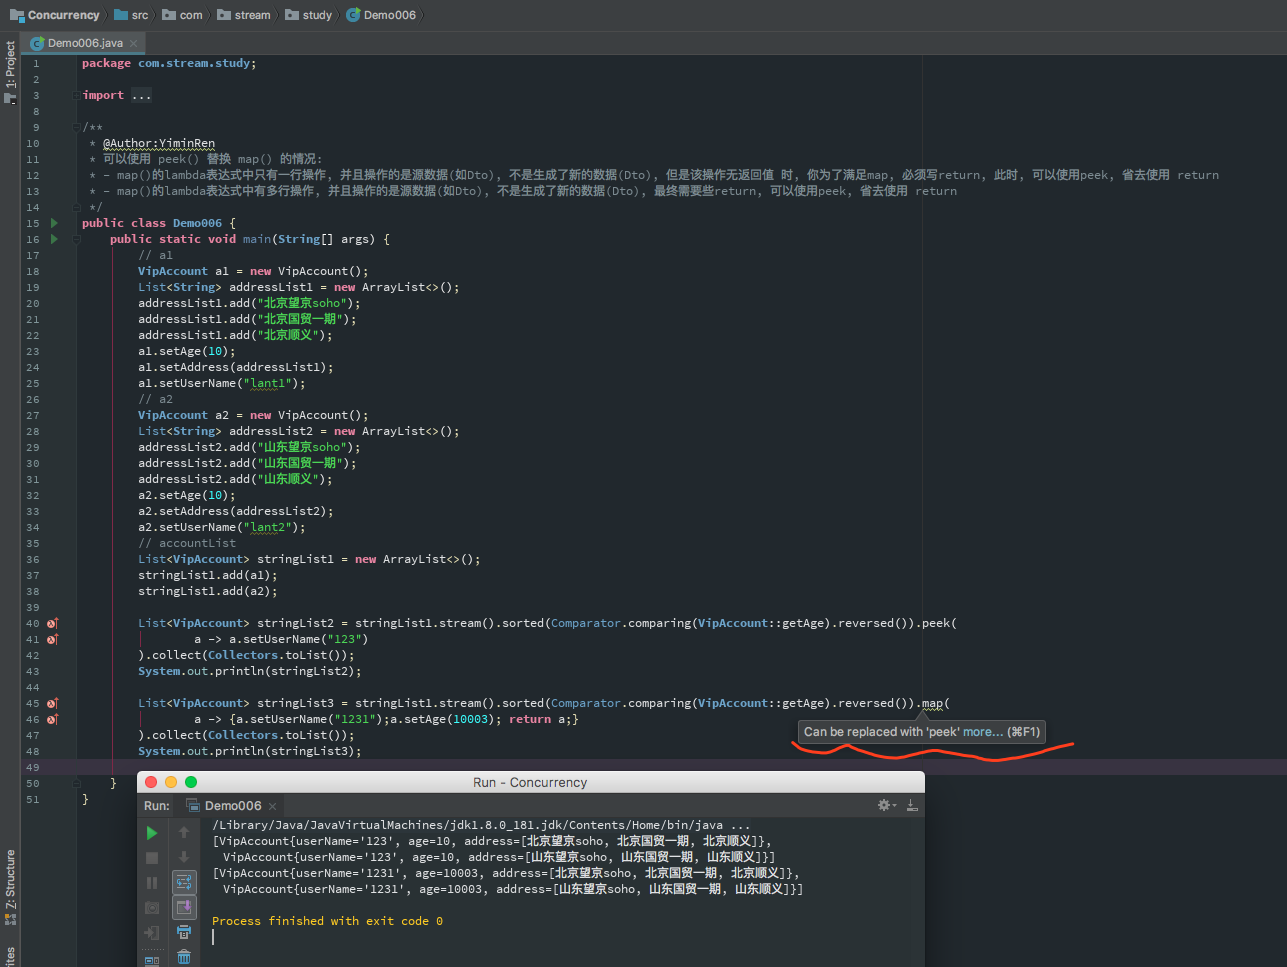 Concurrency src com stream study Demo006
Demo006.java
1: Project
1 package com.stream.study;
2
3 import ...
8
9 /**
10 * @Author:YiminRen
11 * 可以使用 peek() 替换 map() 的情况:
12 * - map()的lambda表达式中只有一行操作, 并且操作的是源数据(如Dto), 不是生成了新的数据(Dto), 但是该操作无返回值 时, 你为了满足map, 必须写return, 此时, 可以使用peek, 省去使用 return
13 * - map()的lambda表达式中有多行操作, 并且操作的是源数据(如Dto), 不是生成了新的数据(Dto), 最终需要些return, 可以使用peek, 省去使用 return
14 */
15 public class Demo006 {
16 public static void main(String[] args) {
17 // a1
18 VipAccount a1 = new VipAccount();
19 List<String> addressList1 = new ArrayList<>();
20 addressList1.add("北京望京soho");
21 addressList1.add("北京国贸一期");
22 addressList1.add("北京顺义");
23 a1.setAge(10);
24 a1.setAddress(addressList1);
25 a1.setUserName("lant1");
26 // a2
27 VipAccount a2 = new VipAccount();
28 List<String> addressList2 = new ArrayList<>();
29 addressList2.add("山东望京soho");
30 addressList2.add("山东国贸一期");
31 addressList2.add("山东顺义");
32 a2.setAge(10);
33 a2.setAddress(addressList2);
34 a2.setUserName("lant2");
35 // accountList
36 List<VipAccount> stringList1 = new ArrayList<>();
37 stringList1.add(a1);
38 stringList1.add(a2);
39
40 List<VipAccount> stringList2 = stringList1.stream().sorted(Comparator.comparing(VipAccount::getAge).reversed()).peek(
41 a -> a.setUserName("123")
42 ).collect(Collectors.toList());
43 System.out.println(stringList2);
44
45 List<VipAccount> stringList3 = stringList1.stream().sorted(Comparator.comparing(VipAccount::getAge).reversed()).map(
46 a -> {a.setUserName("1231");a.setAge(10003); return a;}
47 ).collect(Collectors.toList());
Can be replaced with 'peek' more... (⌘F1)
48 System.out.println(stringList3);
49
50 }
51 }
Run - Concurrency
Run: Demo006
/Library/Java/JavaVirtualMachines/jdk1.8.0_181.jdk/Contents/Home/bin/java ...
[VipAccount{userName='123', age=10, address=[北京望京soho, 北京国贸一期, 北京顺义]},
VipAccount{userName='123', age=10, address=[山东望京soho, 山东国贸一期, 山东顺义]}]
[VipAccount{userName='1231', age=10003, address=[北京望京soho, 北京国贸一期, 北京顺义]},
VipAccount{userName='1231', age=10003, address=[山东望京soho, 山东国贸一期, 山东顺义]}]
Process finished with exit code 0
Z: Structure
rites